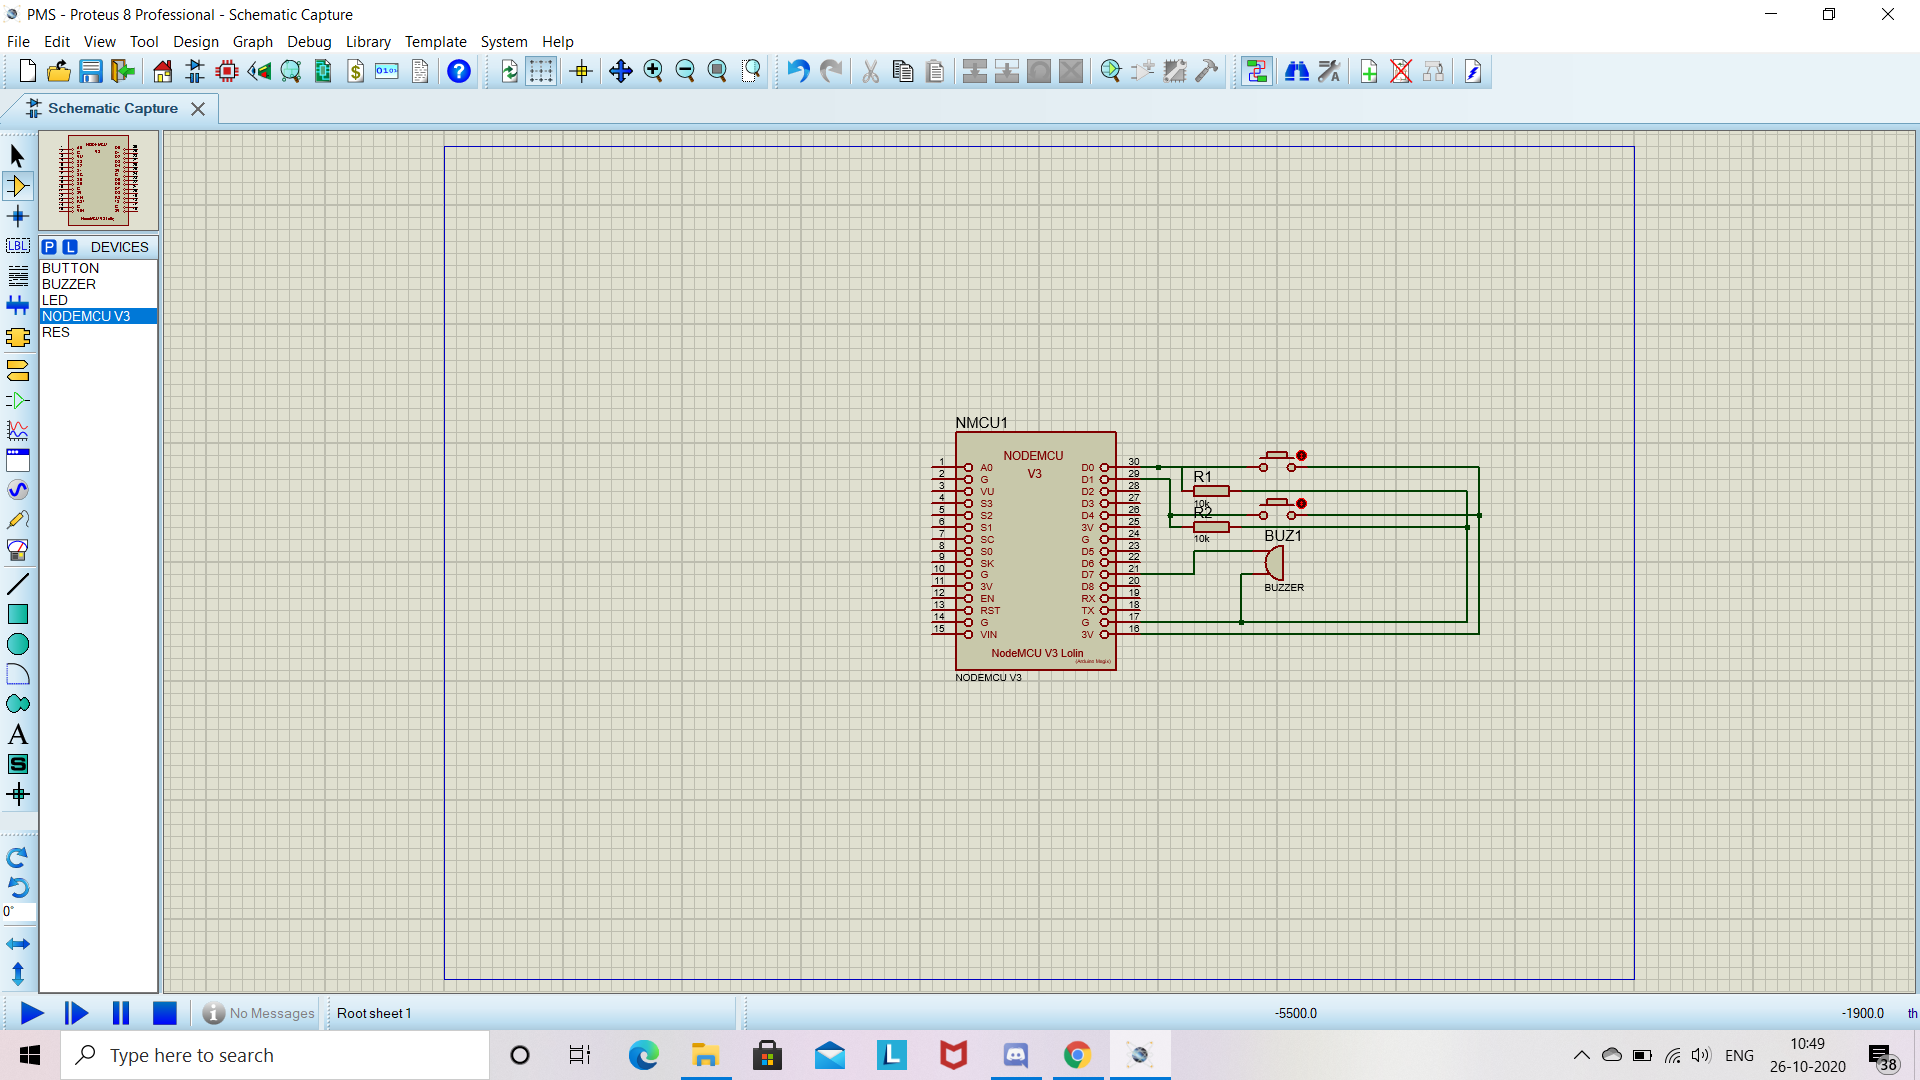 PMS - Proteus 8 Professional - Schematic Capture
File Edit View Tool Design Graph Debug Library Template System Help
Schematic Capture
P L DEVICES
BUTTON
BUZZER
LED
NODEMCU V3
RES
LBL
A
S
0°
NMCU1
NODEMCU
V3
1 A0
2 G
3 VU
4 S3
5 S2
6 S1
7 SC
8 S0
9 SK
10 G
11 3V
12 EN
13 RST
14 G
15 VIN
D0 30
D1 29
D2 28
D3 27
D4 26
3V 25
G 24
D5 23
D6 22
D7 21
D8 20
RX 19
TX 18
G 17
3V 16
NodeMCU V3 Lolin
(Arduino Magix)
NODEMCU V3
R1
10k
R2
10k
BUZ1
BUZZER
No Messages
Root sheet 1
-5500.0
-1900.0
th
Type here to search
ENG
10:49
26-10-2020
38